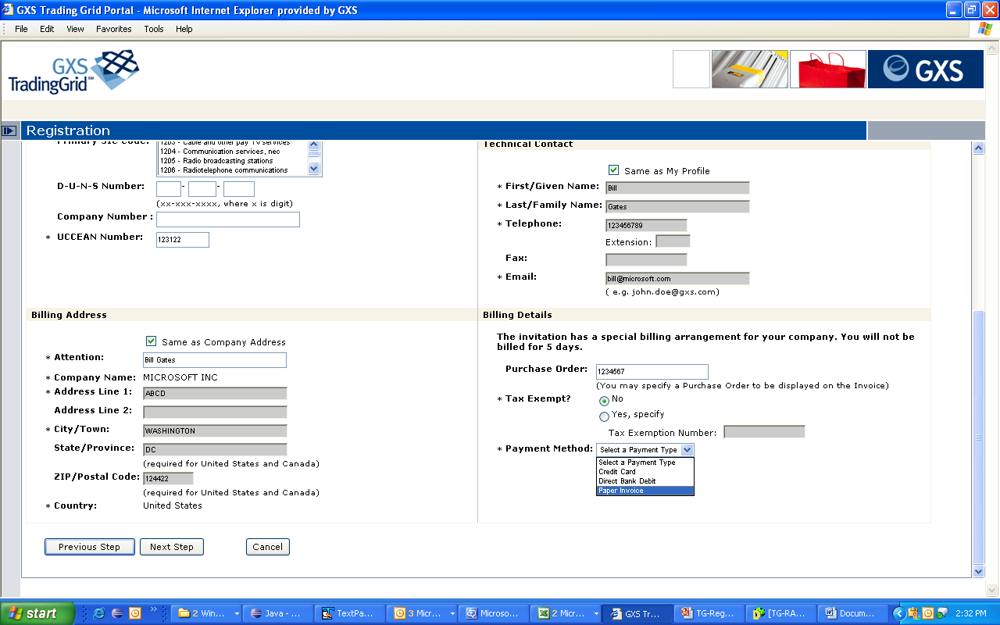 GXS Trading Grid Portal - Microsoft Internet Explorer provided by GXS
File Edit View Favorites Tools Help
GXS
TradingGrid℠
GXS
Registration
Primary SIC Code:
1203 - Cable and other pay TV services
1204 - Communication services, nec
1205 - Radio broadcasting stations
1206 - Radiotelephone communications
D-U-N-S Number: - -
(xx-xxx-xxxx, where x is digit)
Company Number :
* UCCEAN Number: 123122
Technical Contact
Same as My Profile
* First/Given Name: Bill
* Last/Family Name: Gates
* Telephone: 123456789
Extension:
Fax:
* Email: bill@microsoft.com
( e.g. john.doe@gxs.com)
Billing Address
Same as Company Address
* Attention: Bill Gates
* Company Name: MICROSOFT INC
* Address Line 1: ABCD
Address Line 2:
* City/Town: WASHINGTON
State/Province: DC
(required for United States and Canada)
ZIP/Postal Code: 124422
(required for United States and Canada)
* Country: United States
Billing Details
The invitation has a special billing arrangement for your company. You will not be
billed for 5 days.
Purchase Order: 1234567
(You may specify a Purchase Order to be displayed on the Invoice)
* Tax Exempt? No
Yes, specify
Tax Exemption Number:
* Payment Method: Select a Payment Type
Select a Payment Type
Credit Card
Direct Bank Debit
Paper Invoice
Previous Step Next Step Cancel
start » 2 Win... Java - ... TextPa... 3 Micr... Microso... 2 Micr... GXS Tr... TG-Reg... [TG-RA... Docum... 2:32 PM